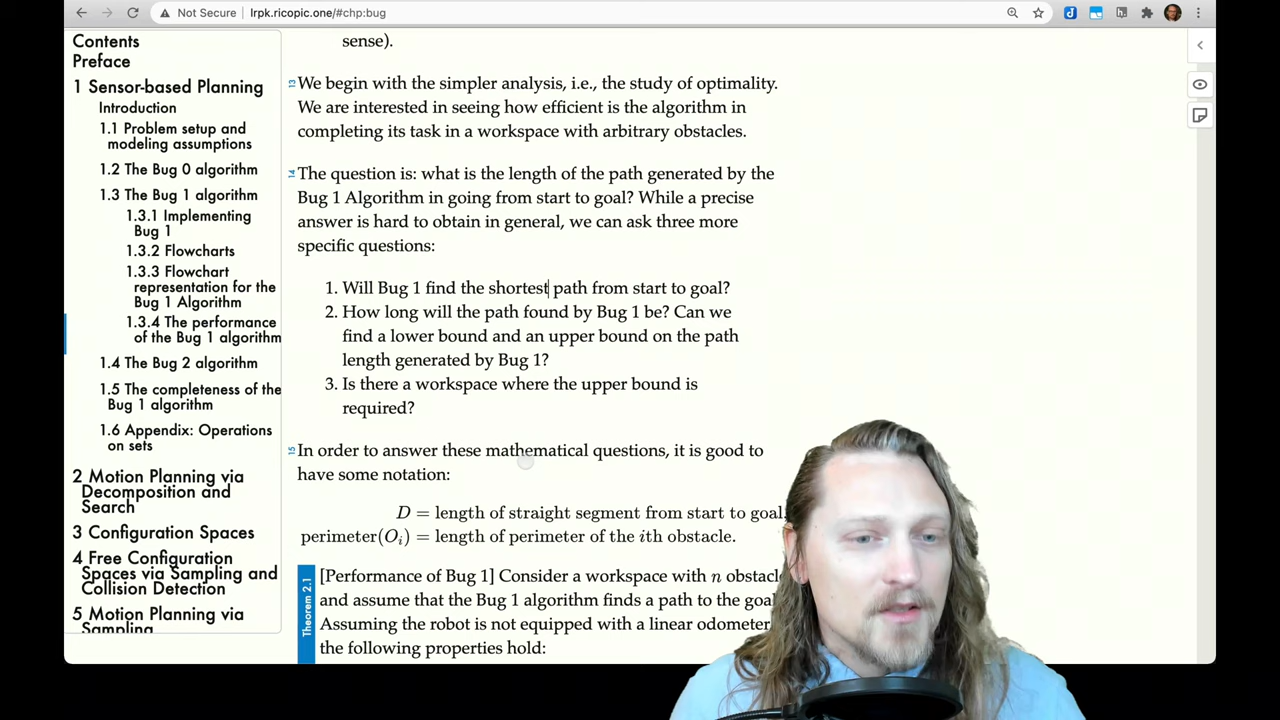 Not Secure
lrpk.ricopic.one/#chp:bug
Contents
Preface
1 Sensor-based Planning
Introduction
1.1 Problem setup and
modeling assumptions
1.2 The Bug 0 algorithm
1.3 The Bug 1 algorithm
1.3.1 Implementing
Bug 1
1.3.2 Flowcharts
1.3.3 Flowchart
representation for the
Bug 1 Algorithm
1.3.4 The performance
of the Bug 1 algorithm
1.4 The Bug 2 algorithm
1.5 The completeness of the
Bug 1 algorithm
1.6 Appendix: Operations
on sets
2 Motion Planning via
Decomposition and
Search
3 Configuration Spaces
4 Free Configuration
Spaces via Sampling and
Collision Detection
5 Motion Planning via
Sampling
sense).
13 We begin with the simpler analysis, i.e., the study of optimality.
We are interested in seeing how efficient is the algorithm in
completing its task in a workspace with arbitrary obstacles.
14 The question is: what is the length of the path generated by the
Bug 1 Algorithm in going from start to goal? While a precise
answer is hard to obtain in general, we can ask three more
specific questions:
1. Will Bug 1 find the shortest path from start to goal?
2. How long will the path found by Bug 1 be? Can we
find a lower bound and an upper bound on the path
length generated by Bug 1?
3. Is there a workspace where the upper bound is
required?
15 In order to answer these mathematical questions, it is good to
have some notation:
D = length of straight segment from start to goal,
perimeter(Oᵢ) = length of perimeter of the ith obstacle.
Theorem 2.1
[Performance of Bug 1] Consider a workspace with n obstacl
and assume that the Bug 1 algorithm finds a path to the goal
Assuming the robot is not equipped with a linear odometer
the following properties hold: